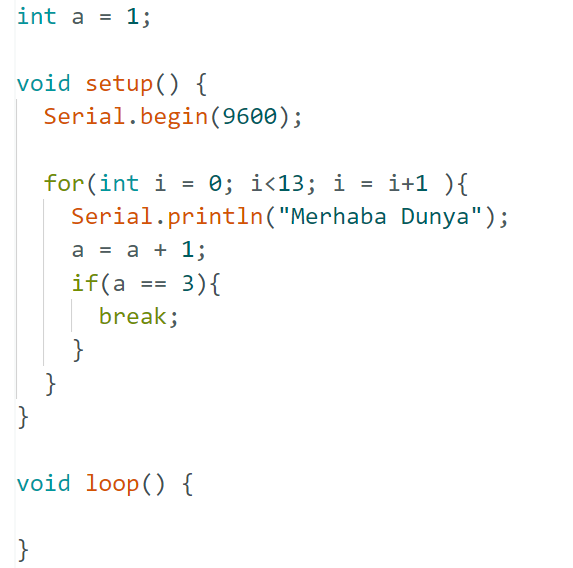 int a = 1;

void setup() {
  Serial.begin(9600);

  for(int i = 0; i<13; i = i+1 ){
    Serial.println("Merhaba Dunya");
    a = a + 1;
    if(a == 3){
      break;
    }
  }
}

void loop() {

}